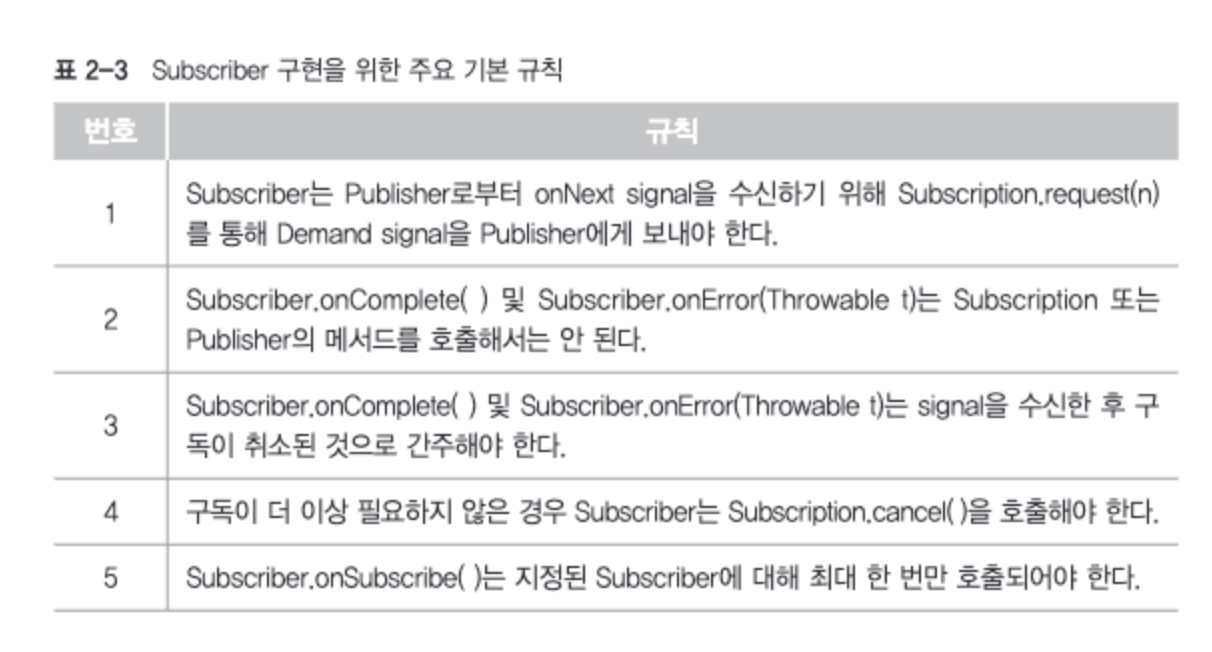 표 2-3 Subscriber 구현을 위한 주요 기본 규칙
번호 규칙
1 Subscriber는 Publisher로부터 onNext signal을 수신하기 위해 Subscription.request(n)
를 통해 Demand signal을 Publisher에게 보내야 한다.
2 Subscriber.onComplete( ) 및 Subscriber.onError(Throwable t)는 Subscription 또는
Publisher의 메서드를 호출해서는 안 된다.
3 Subscriber.onComplete( ) 및 Subscriber.onError(Throwable t)는 signal을 수신한 후 구
독이 취소된 것으로 간주해야 한다.
4 구독이 더 이상 필요하지 않은 경우 Subscriber는 Subscription.cancel( )을 호출해야 한다.
5 Subscriber.onSubscribe( )는 지정된 Subscriber에 대해 최대 한 번만 호출되어야 한다.